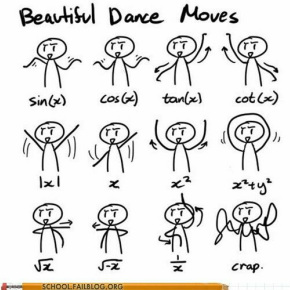 Beautiful Dance Moves
sin(x) cos(x) tan(x) cot(x)
|x| x x² x²+y²
√x √-x 1/x crap.
SCHOOL.FAILBLOG.ORG